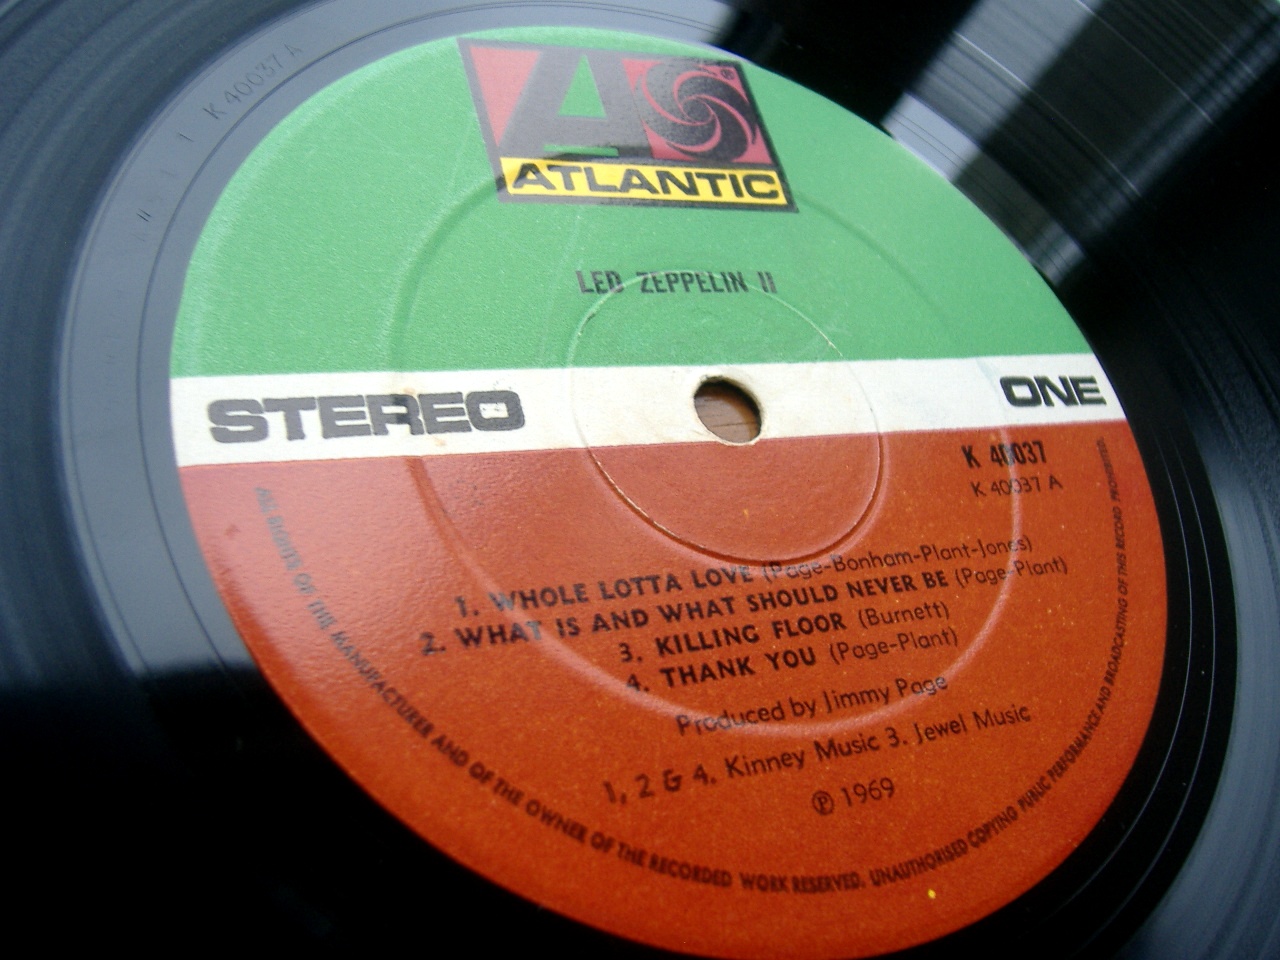 K 40037 A
ATLANTIC
®
LED ZEPPELIN II
STEREO
ONE
K 40037
K 40037 A
1. WHOLE LOTTA LOVE (Page-Bonham-Plant-Jones)
2. WHAT IS AND WHAT SHOULD NEVER BE (Page-Plant)
3. KILLING FLOOR (Burnett)
4. THANK YOU (Page-Plant)
Produced by Jimmy Page
1, 2 & 4. Kinney Music 3. Jewel Music
℗ 1969
ALL RIGHTS OF THE MANUFACTURER AND OF THE OWNER OF THE RECORDED WORK RESERVED. UNAUTHORISED COPYING PUBLIC PERFORMANCE AND BROADCASTING OF THIS RECORD PROHIBITED.